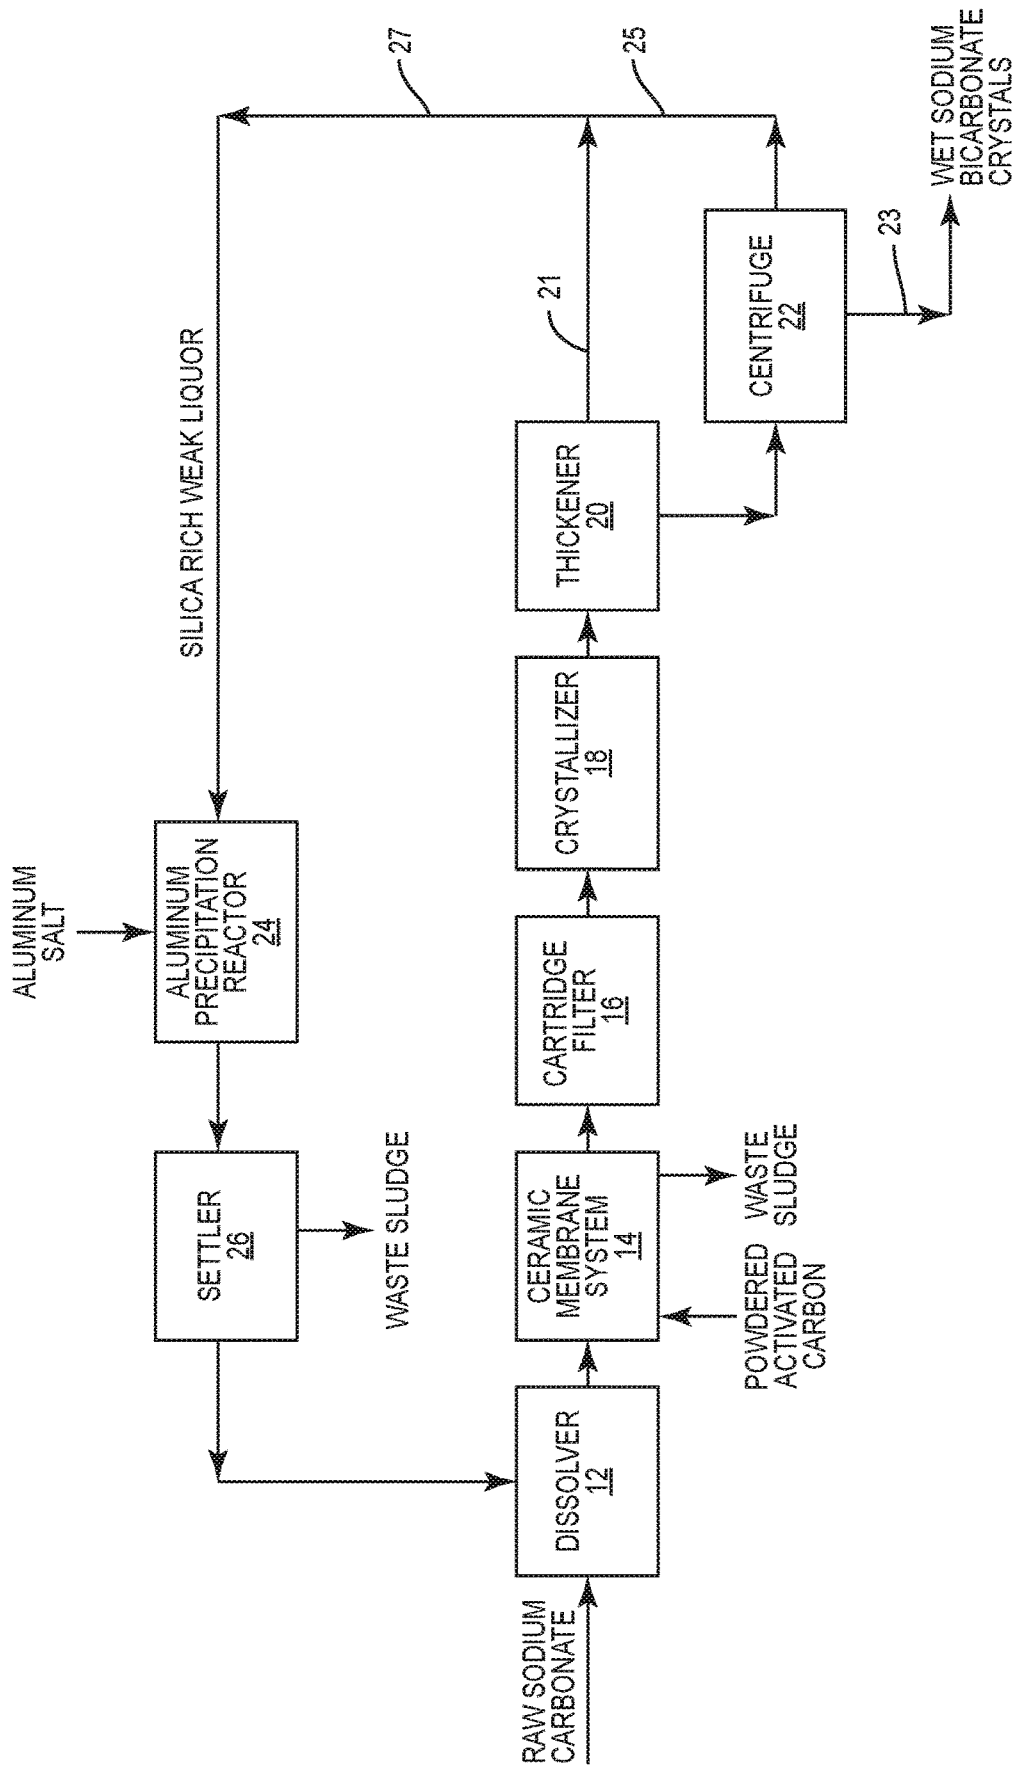 ALUMINUM
SALT
SILICA RICH WEAK LIQUOR
27
25
SETTLER
26
ALUMINUM
PRECIPITATION
REACTOR
24
WASTE SLUDGE
RAW SODIUM
CARBONATE
DISSOLVER
12
CERAMIC
MEMBRANE
SYSTEM
14
CARTRIDGE
FILTER
16
CRYSTALLIZER
18
THICKENER
20
21
CENTRIFUGE
22
23
POWDERED
ACTIVATED
CARBON
WASTE
SLUDGE
WET SODIUM
BICARBONATE
CRYSTALS